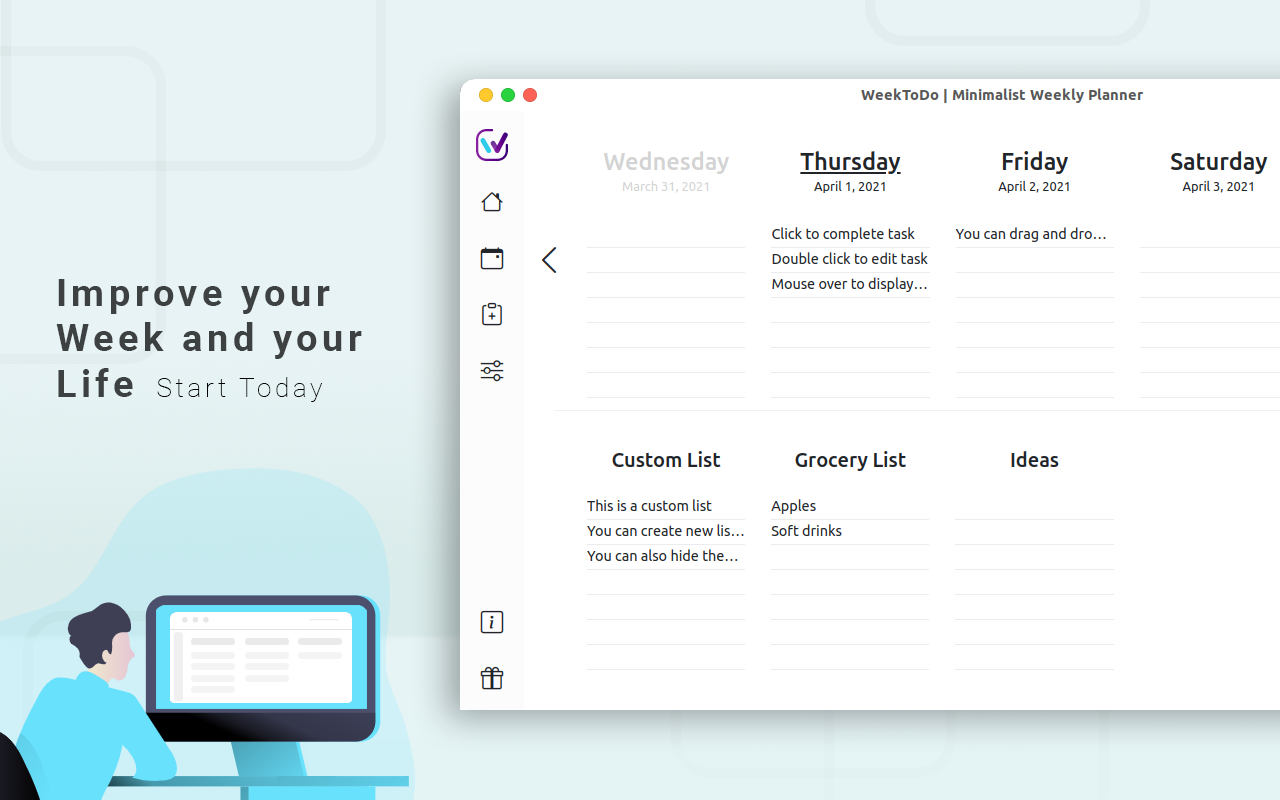 Improve your
Week and your
Life Start Today
WeekToDo | Minimalist Weekly Planner
Wednesday
March 31, 2021
Thursday
April 1, 2021
Click to complete task
Double click to edit task
Mouse over to display…
Friday
April 2, 2021
You can drag and dro…
Saturday
April 3, 2021
Custom List
This is a custom list
You can create new lis…
You can also hide the…
Grocery List
Apples
Soft drinks
Ideas